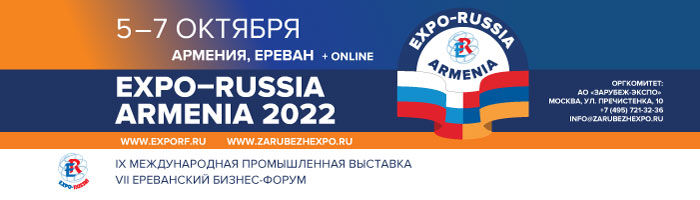 5–7 ОКТЯБРЯ
АРМЕНИЯ, ЕРЕВАН + ONLINE
EXPO–RUSSIA
ARMENIA 2022
WWW.EXPORF.RU WWW.ZARUBEZHEXPO.RU
EXPO-RUSSIA
ER
ARMENIA
ОРГКОМИТЕТ:
АО «ЗАРУБЕЖ-ЭКСПО»
МОСКВА, УЛ. ПРЕЧИСТЕНКА, 10
+7 (495) 721-32-36
INFO@ZARUBEZHEXPO.RU
ER
EXPO-RUSSIA
IX МЕЖДУНАРОДНАЯ ПРОМЫШЛЕННАЯ ВЫСТАВКА
VII ЕРЕВАНСКИЙ БИЗНЕС-ФОРУМ